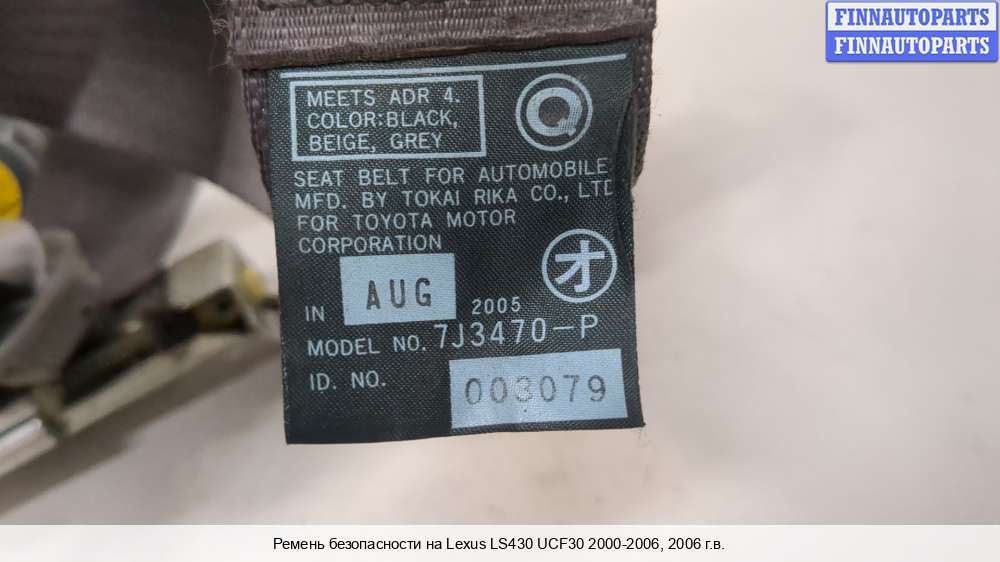 FINNAUTOPARTS
FINNAUTOPARTS
MEETS ADR 4.
COLOR:BLACK,
BEIGE, GREY
Q
SEAT BELT FOR AUTOMOBILE
MFD. BY TOKAI RIKA CO., LTD
FOR TOYOTA MOTOR
CORPORATION
オ
IN AUG 2005
MODEL NO. 7J3470-P
ID. NO. 003079
Ремень безопасности на Lexus LS430 UCF30 2000-2006, 2006 г.в.